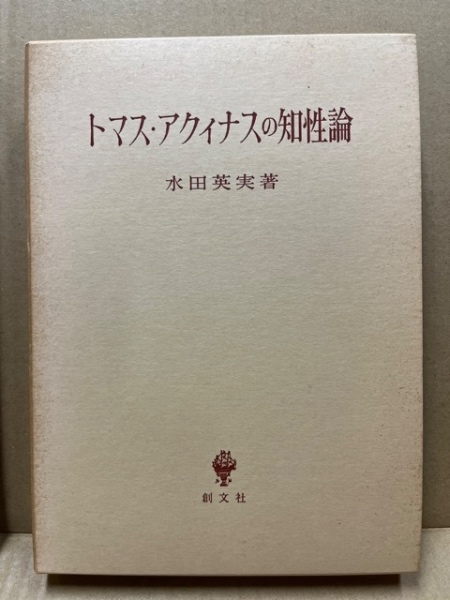 トマス・アクィナスの知性論
水田英実著
創文社